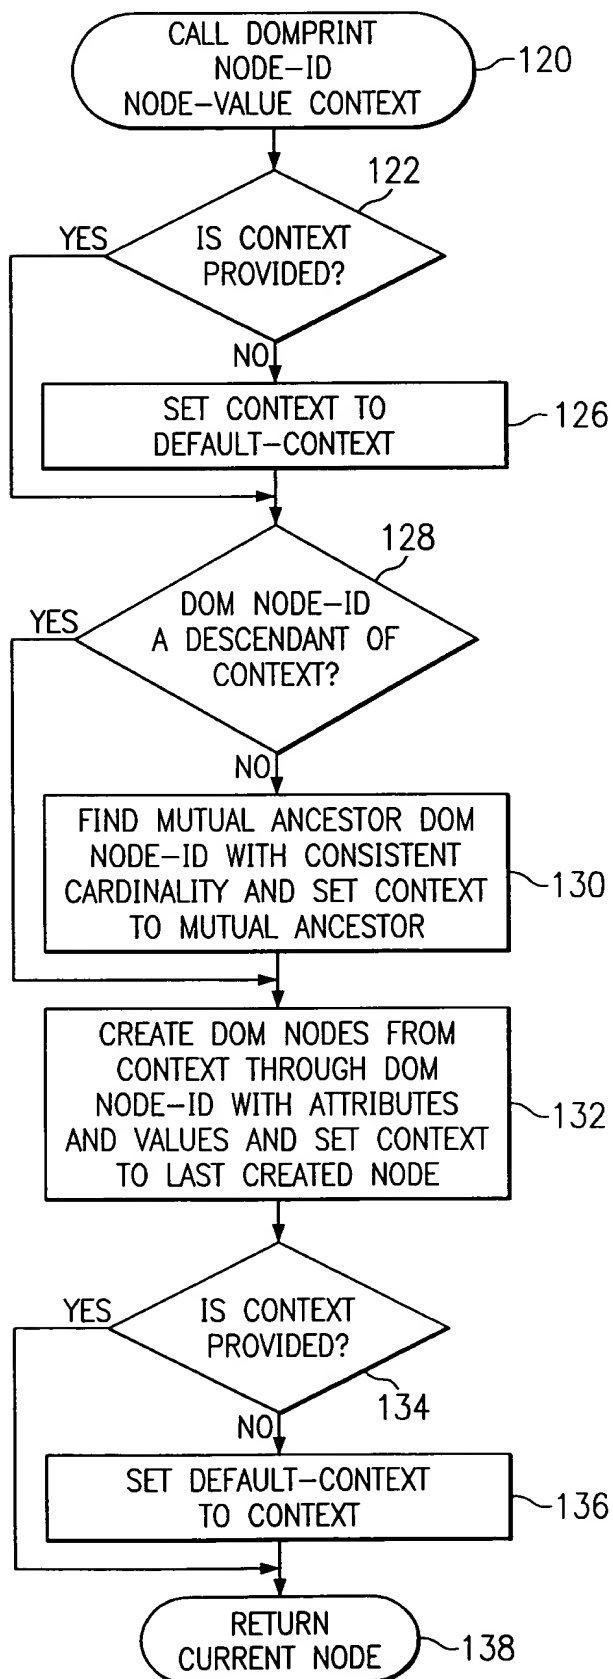 CALL DOMPRINT
NODE-ID
NODE-VALUE CONTEXT
120
122
YES
IS CONTEXT
PROVIDED?
NO
SET CONTEXT TO
DEFAULT-CONTEXT
126
128
YES
DOM NODE-ID
A DESCENDANT OF
CONTEXT?
NO
FIND MUTUAL ANCESTOR DOM
NODE-ID WITH CONSISTENT
CARDINALITY AND SET CONTEXT
TO MUTUAL ANCESTOR
130
CREATE DOM NODES FROM
CONTEXT THROUGH DOM
NODE-ID WITH ATTRIBUTES
AND VALUES AND SET CONTEXT
TO LAST CREATED NODE
132
YES
IS CONTEXT
PROVIDED?
134
NO
SET DEFAULT-CONTEXT
TO CONTEXT
136
RETURN
CURRENT NODE
138